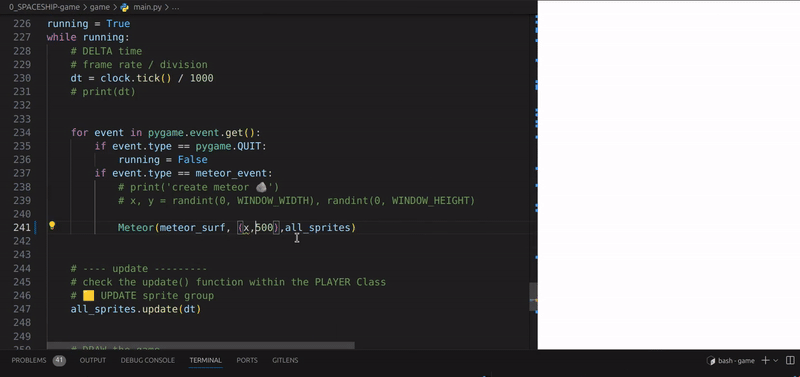 0_SPACESHIP-game > game > main.py > ...
226 running = True
227 while running:
228 # DELTA time
229 # frame rate / division
230 dt = clock.tick() / 1000
231 # print(dt)
232
233
234 for event in pygame.event.get():
235 if event.type == pygame.QUIT:
236 running = False
237 if event.type == meteor_event:
238 # print('create meteor 🪨')
239 # x, y = randint(0, WINDOW_WIDTH), randint(0, WINDOW_HEIGHT)
240
241 Meteor(meteor_surf, (x,500),all_sprites)
242
243
244 # ---- update ---------
245 # check the update() function within the PLAYER Class
246 # 🟨 UPDATE sprite group
247 all_sprites.update(dt)
248
249
250 # DRAW the game
PROBLEMS 41 OUTPUT DEBUG CONSOLE TERMINAL PORTS GITLENS bash - game